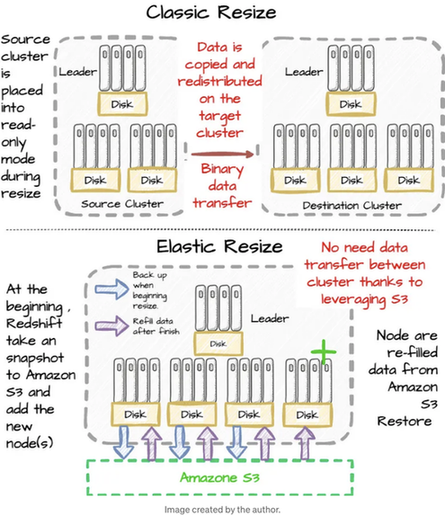 Classic Resize
Source
cluster
is
placed
into
read-
only
mode
during
resize
Leader
Disk
Disk
Disk
Source Cluster
Data is
copied and
redistributed
on the
target
cluster
Binary
data
transfer
Leader
Disk
Disk
Disk
Disk
Destination Cluster
Elastic Resize
No need data
transfer between
cluster thanks to
leveraging S3
At the
beginning ,
Redshift
take an
snapshot
to Amazon
S3 and
add the
new
node(s)
Back up
when
beginning
resize.
Refill data
after finish
Leader
Disk
Disk
Disk
Disk
Disk
Node are
re-filled
data from
Amazon
S3
Restore
Amazone S3
Image created by the author.